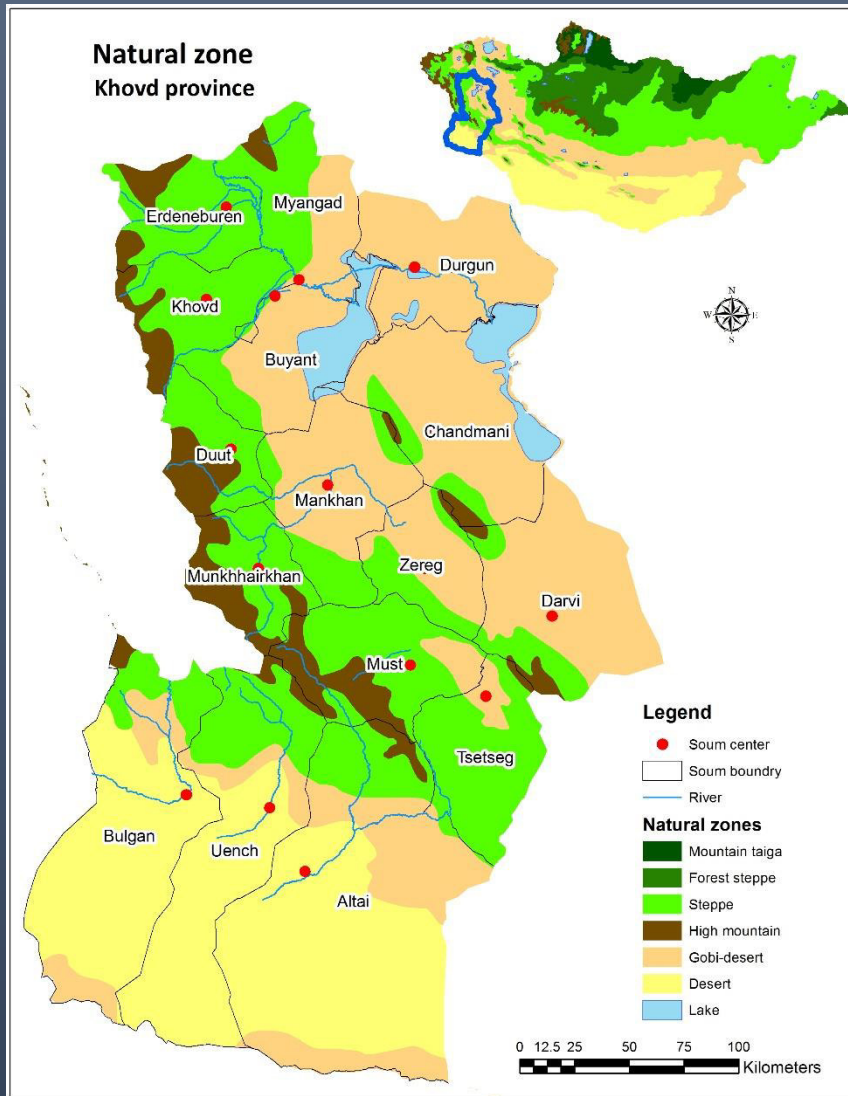 Natural zone
Khovd province
Erdeneburen
Myangad
Durgun
Khovd
N
W E
S
Buyant
Chandmani
Duut
Mankhan
Zereg
Munkhhairkhan
Darvi
Must
Tsetseg
Bulgan
Uench
Altai
Legend
Soum center
Soum boundry
River
Natural zones
Mountain taiga
Forest steppe
Steppe
High mountain
Gobi-desert
Desert
Lake
0 12.5 25 50 75 100
Kilometers